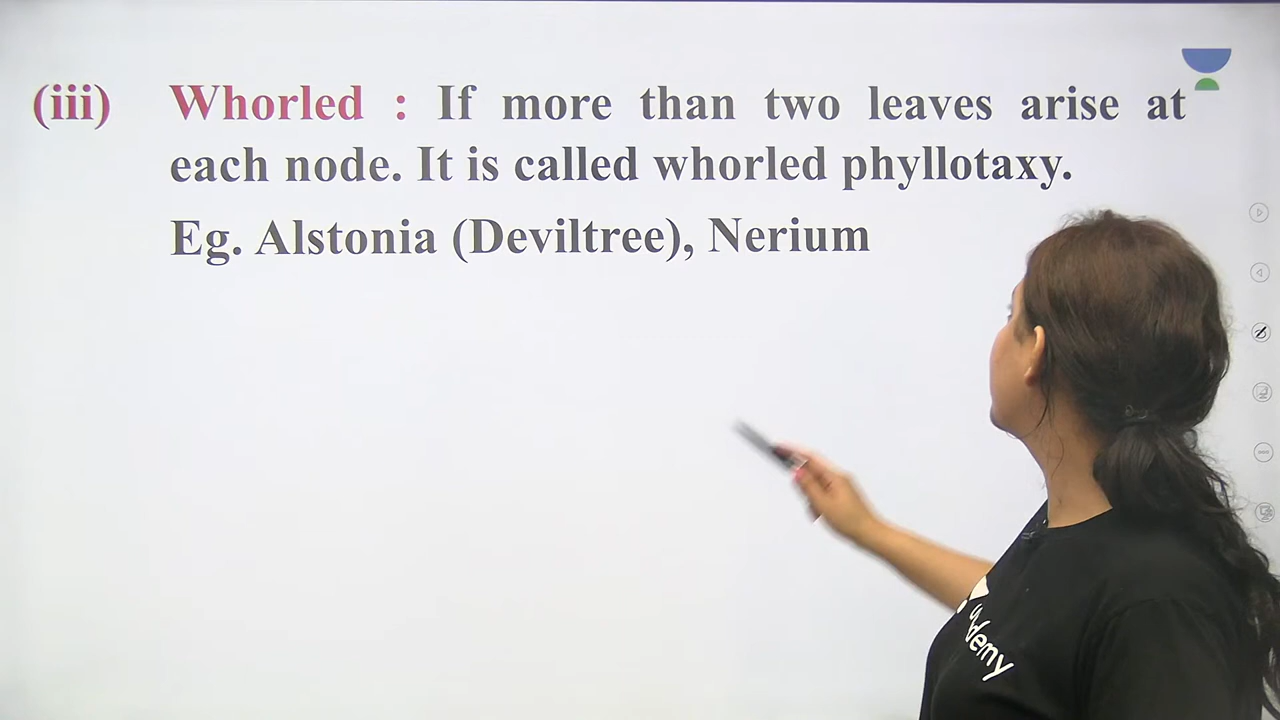 (iii) Whorled : If more than two leaves arise at
each node. It is called whorled phyllotaxy.
Eg. Alstonia (Deviltree), Nerium
ademy